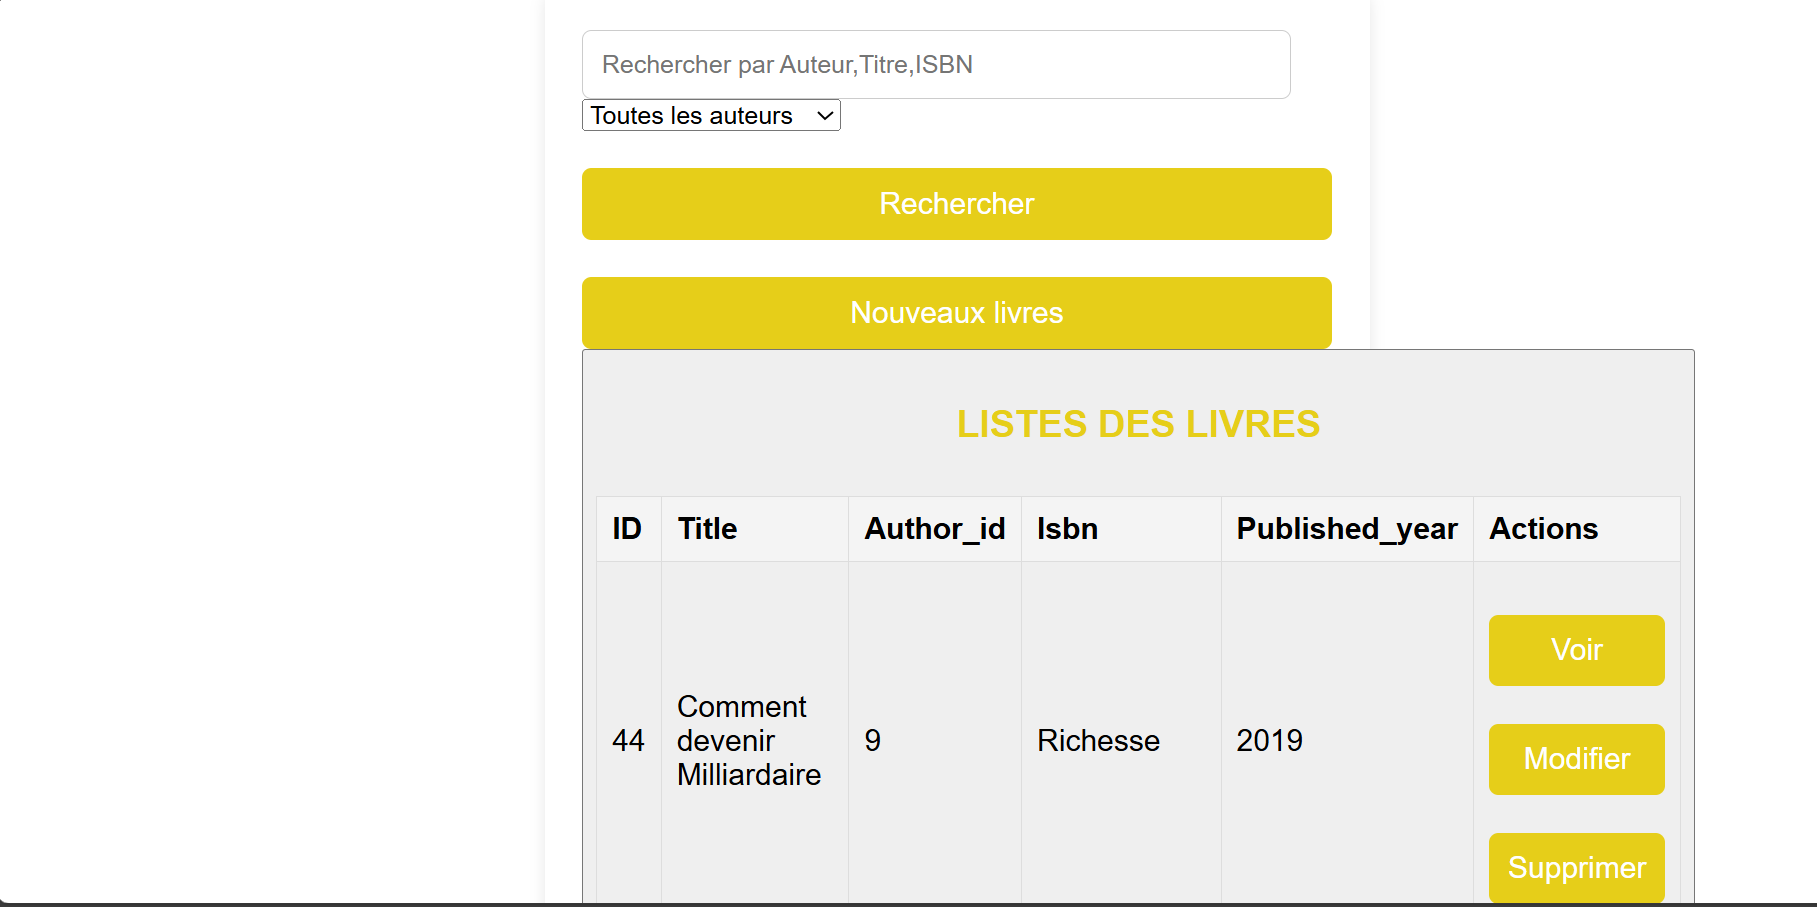 Rechercher par Auteur,Titre,ISBN
Toutes les auteurs
Rechercher
Nouveaux livres
LISTES DES LIVRES
ID Title Author_id Isbn Published_year Actions
44 Comment devenir Milliardaire 9 Richesse 2019
Voir
Modifier
Supprimer